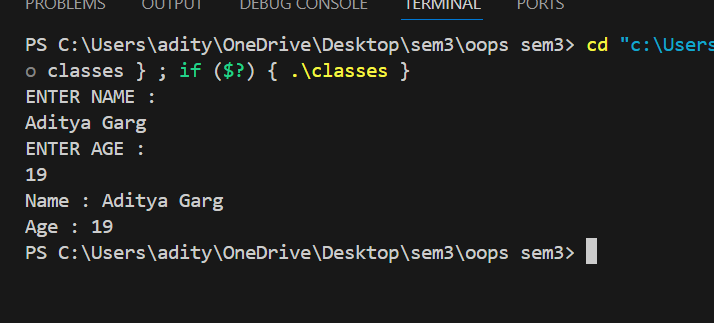 PROBLEMS OUTPUT DEBUG CONSOLE TERMINAL PORTS
PS C:\Users\adity\OneDrive\Desktop\sem3\oops sem3> cd "c:\Users
o classes } ; if ($?) { .\classes }
ENTER NAME :
Aditya Garg
ENTER AGE :
19
Name : Aditya Garg
Age : 19
PS C:\Users\adity\OneDrive\Desktop\sem3\oops sem3>